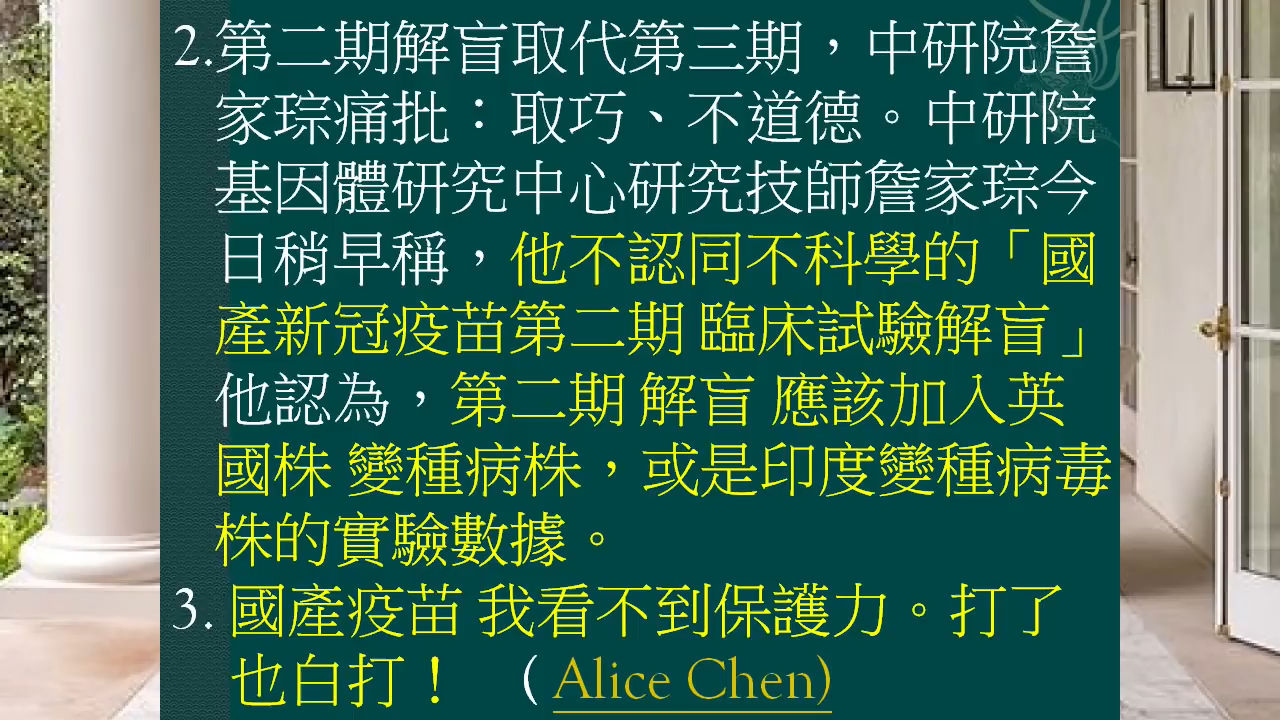 2.第二期解盲取代第三期，中研院詹
家琮痛批：取巧、不道德。中研院
基因體研究中心研究技師詹家琮今
日稍早稱，他不認同不科學的「國
產新冠疫苗第二期 臨床試驗解盲」
他認為，第二期 解盲 應該加入英
國株 變種病株，或是印度變種病毒
株的實驗數據。
3. 國產疫苗 我看不到保護力。打了
也白打！ ( Alice Chen)